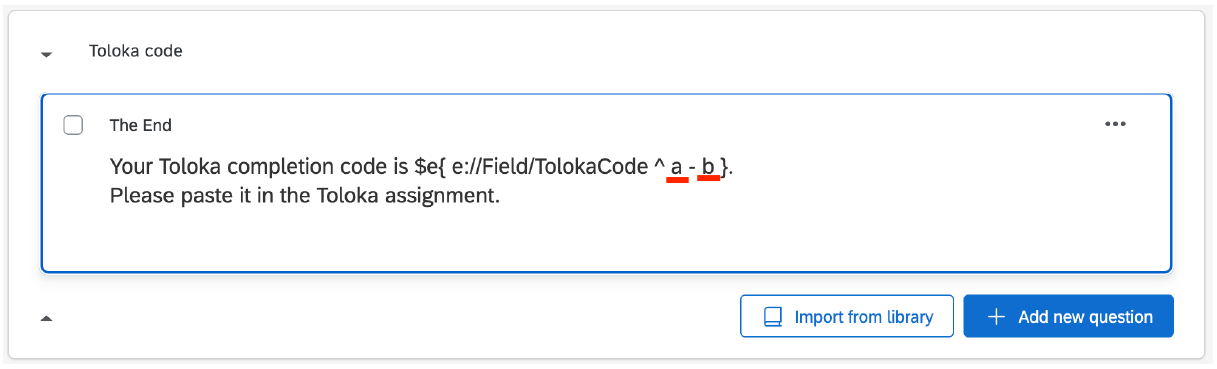 Toloka code
The End
Your Toloka completion code is $e{ e://Field/TolokaCode ^ a - b }.
Please paste it in the Toloka assignment.
Import from library
Add new question